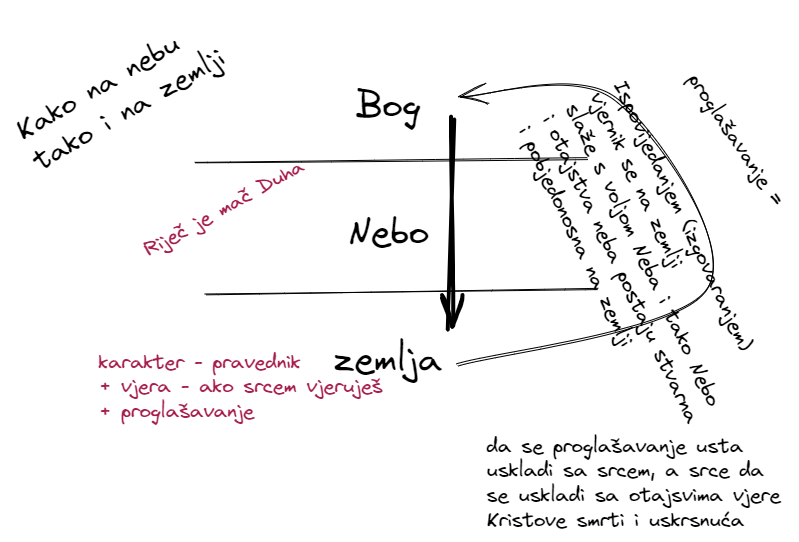 Kako na nebu
tako i na zemlji
Bog
proglašavanje =
Ispovijedanjem (izgovaranjem)
vjernik se na zemlji
slaže s voljom Neba i tako Nebo
i otajstva neba postaju stvarna
i pobjedonosna na zemlji
Riječ je mač Duha
Nebo
zemlja
karakter - pravednik
+ vjera - ako srcem vjeruješ
+ proglašavanje
da se proglašavanje usta
uskladi sa srcem, a srce da
se uskladi sa otajsvima vjere
Kristove smrti i uskrsnuća